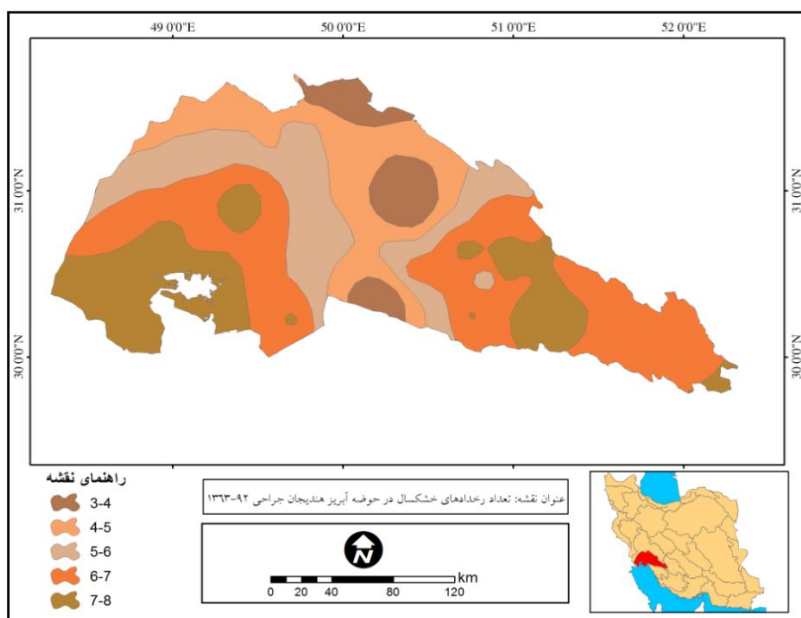 49 0'0"E 50 0'0"E 51 0'0"E 52 0'0"E
31 0'0"N 31 0'0"N
30 0'0"N 30 0'0"N
راهنمای نقشه
3-4
4-5
5-6
6-7
7-8
عنوان نقشه: تعداد رخدادهای خشکسال در حوضه آبریز هندیجان جراحی ۹۲-۱۳۶۳
N
km
0 20 40 80 120